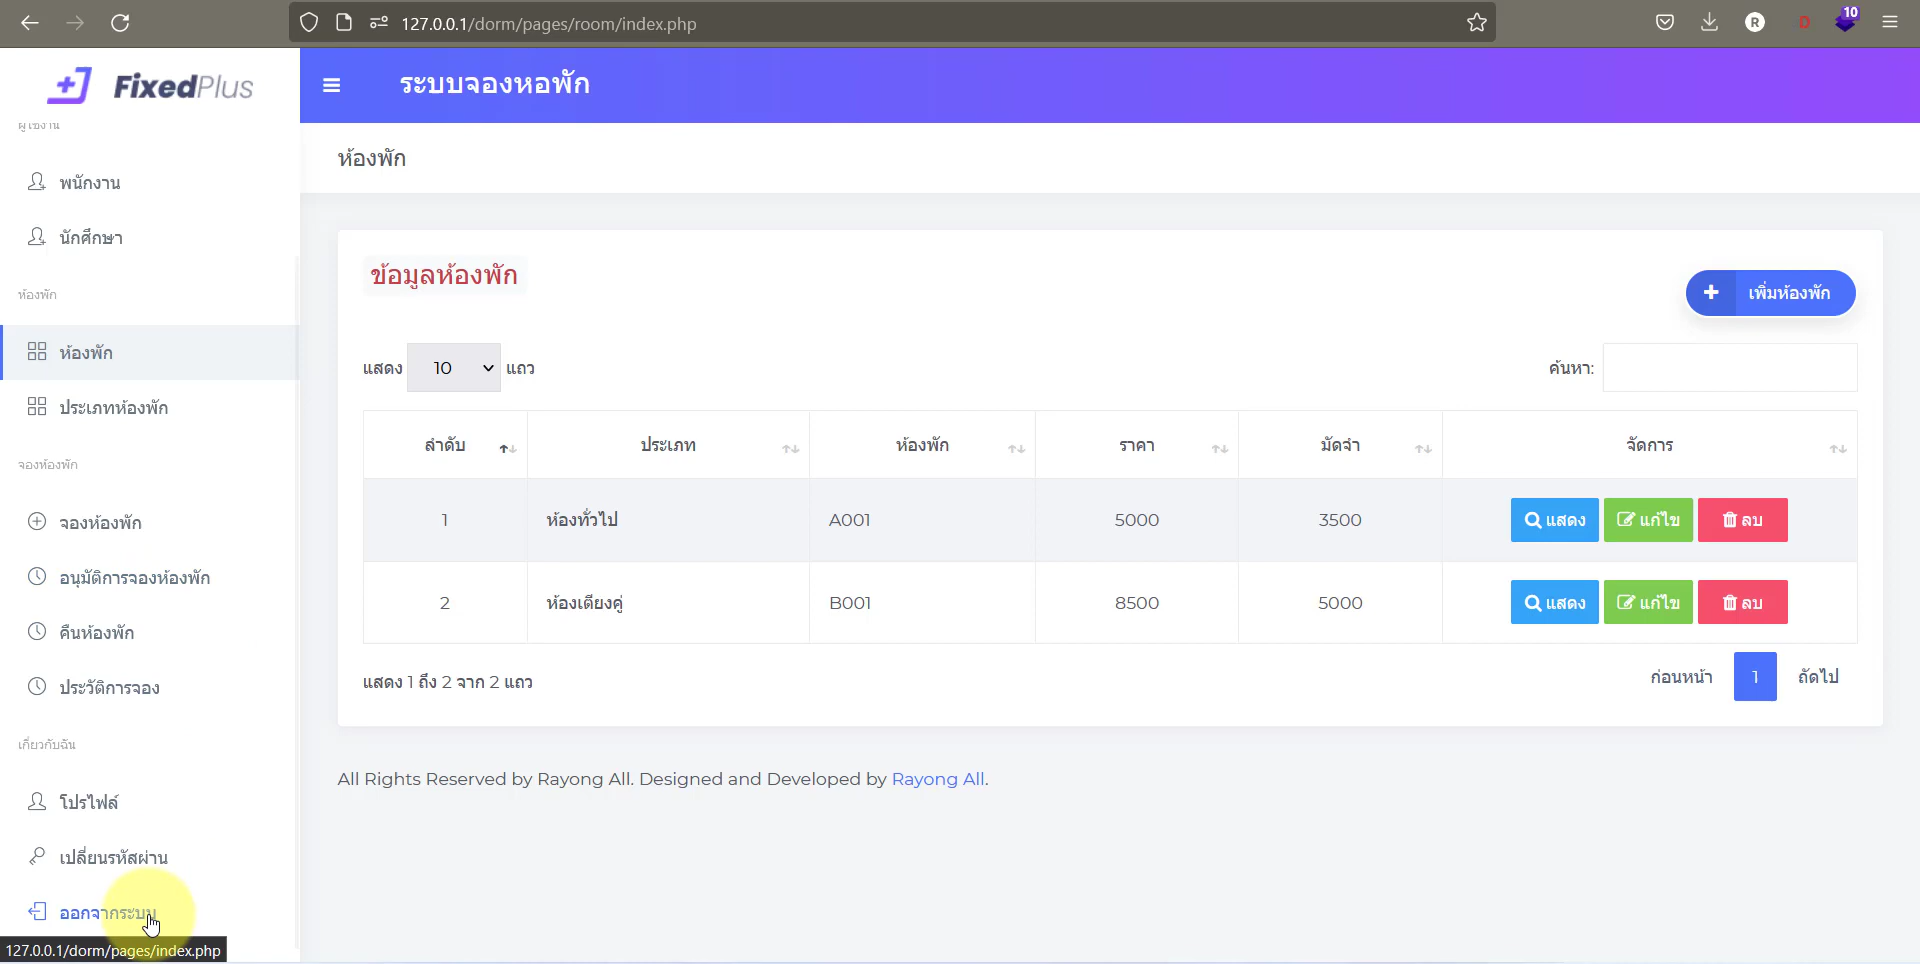 127.0.0.1/dorm/pages/room/index.php
R
D
10
FixedPlus
ระบบจองหอพัก
ผู้ใช้งาน
พนักงาน
นักศึกษา
ห้องพัก
ห้องพัก
ประเภทห้องพัก
จองห้องพัก
จองห้องพัก
อนุมัติการจองห้องพัก
คืนห้องพัก
ประวัติการจอง
เกี่ยวกับฉัน
โปรไฟล์
เปลี่ยนรหัสผ่าน
ออกจากระบบ
127.0.0.1/dorm/pages/index.php
ห้องพัก
ข้อมูลห้องพัก
เพิ่มห้องพัก
แสดง 10 แถว
ค้นหา:
ลำดับ ประเภท ห้องพัก ราคา มัดจำ จัดการ
1 ห้องทั่วไป A001 5000 3500 แสดง แก้ไข ลบ
2 ห้องเตียงคู่ B001 8500 5000 แสดง แก้ไข ลบ
แสดง 1 ถึง 2 จาก 2 แถว
ก่อนหน้า 1 ถัดไป
All Rights Reserved by Rayong All. Designed and Developed by Rayong All.